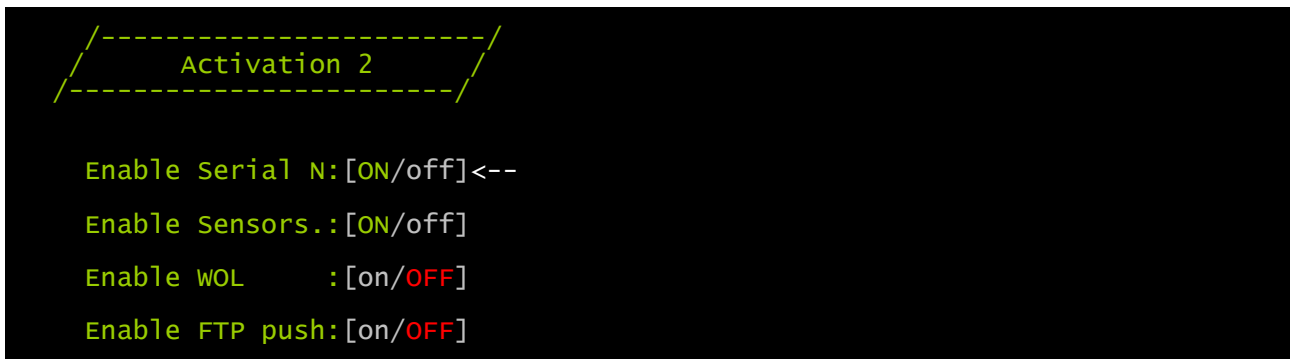 /------------------------/
/      Activation 2      /
/------------------------/
Enable Serial N:[ON/off]<--
Enable Sensors.:[ON/off]
Enable WOL     :[on/OFF]
Enable FTP push:[on/OFF]